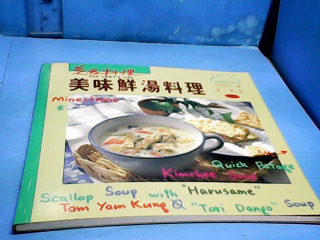 美味鮮湯料理
Minestrone
Quick Potage
Kimchee Soup
Scallop Soup with "Harusame"
Tom Yam Kung & "Tori Dango" Soup